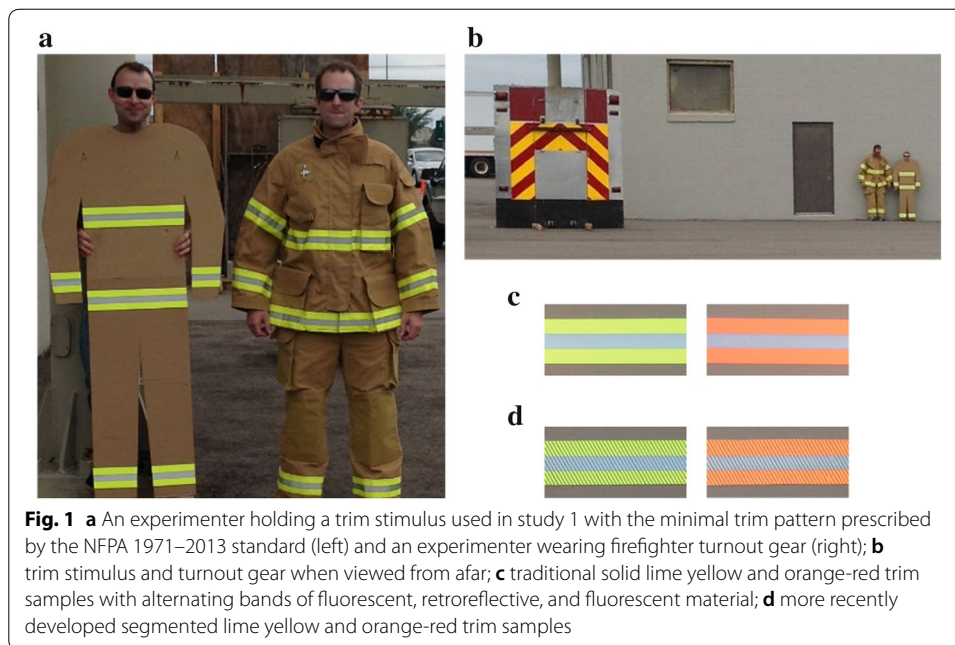 a
b
c
d
Fig. 1 a An experimenter holding a trim stimulus used in study 1 with the minimal trim pattern prescribed
by the NFPA 1971–2013 standard (left) and an experimenter wearing firefighter turnout gear (right); b
trim stimulus and turnout gear when viewed from afar; c traditional solid lime yellow and orange-red trim
samples with alternating bands of fluorescent, retroreflective, and fluorescent material; d more recently
developed segmented lime yellow and orange-red trim samples